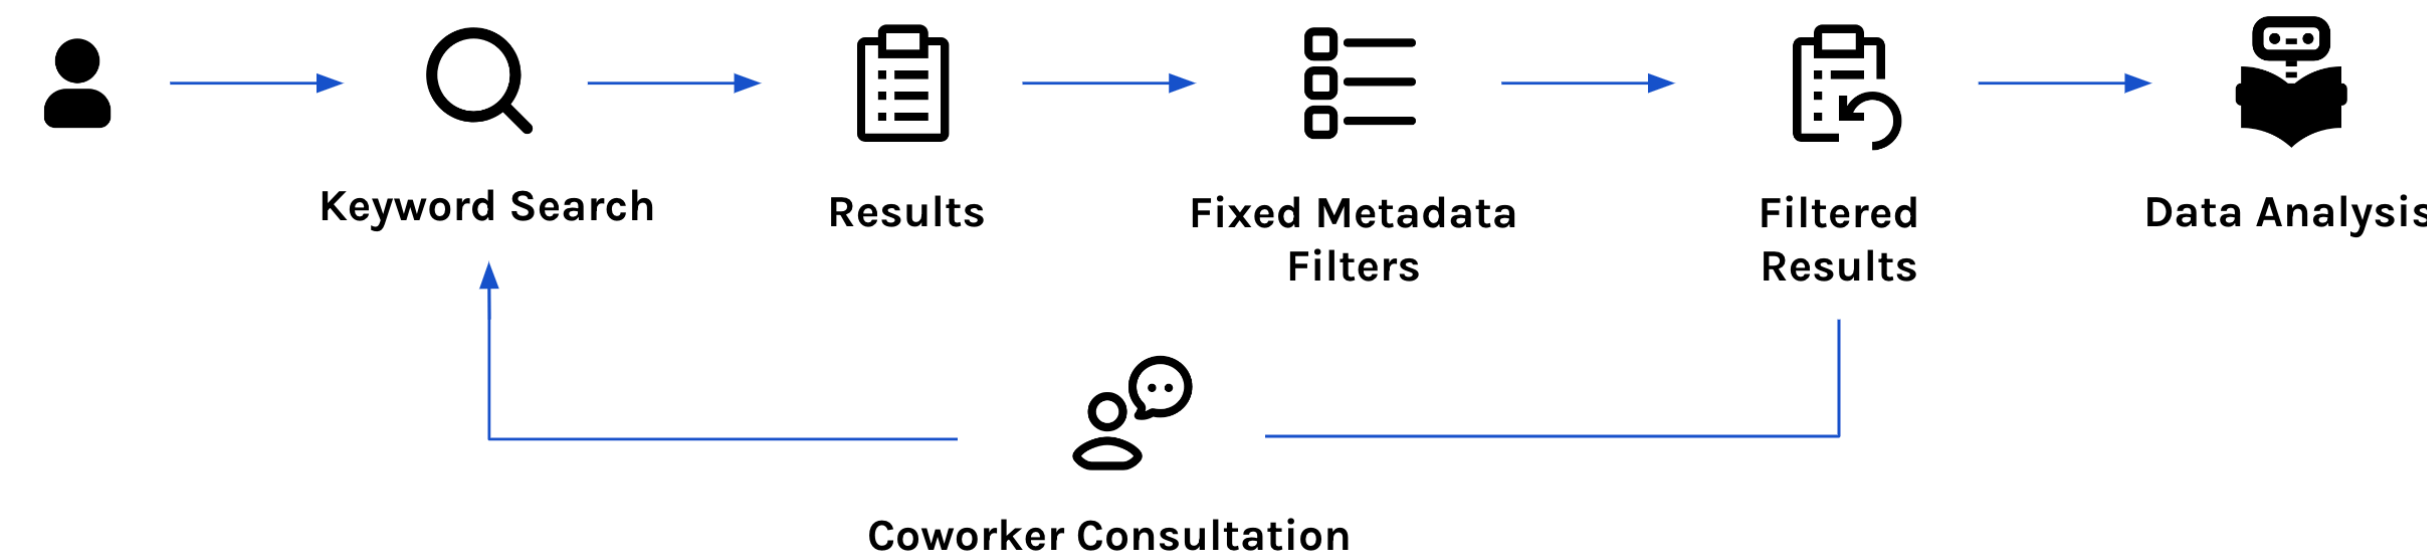 Keyword Search
Results
Fixed Metadata
Filters
Filtered
Results
Data Analysis
Coworker Consultation